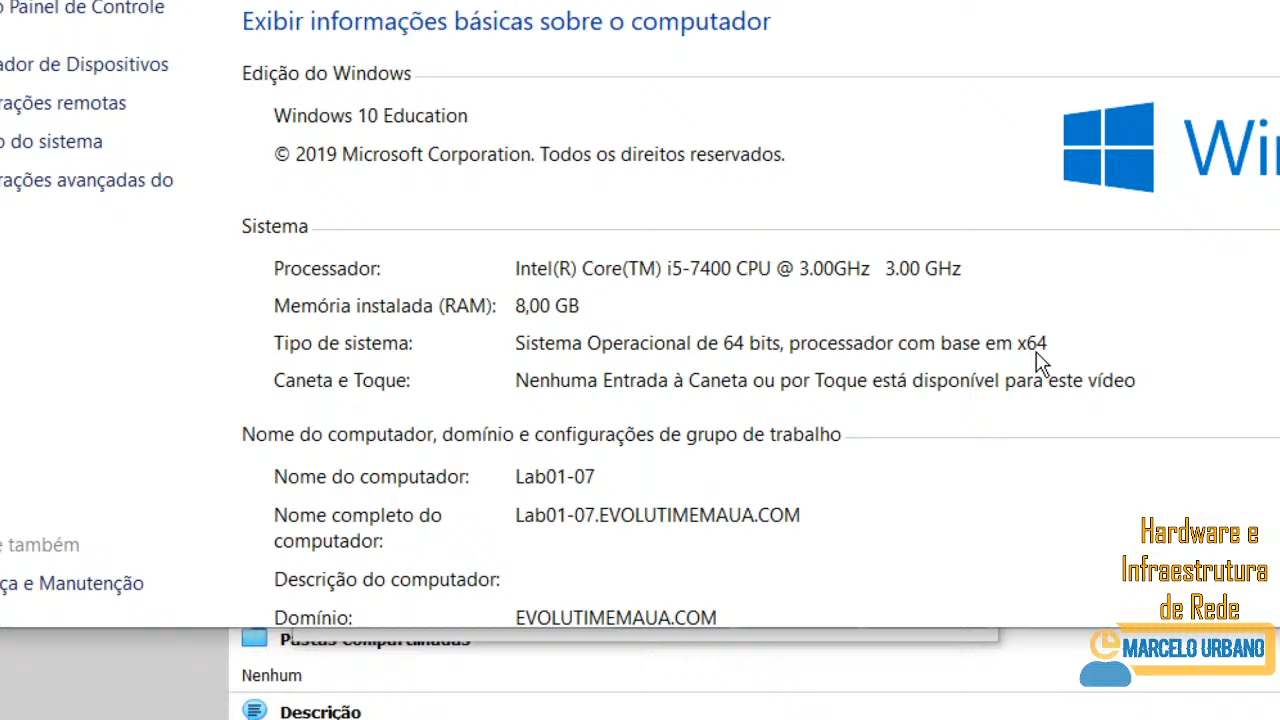 o Painel de Controle
ador de Dispositivos
rações remotas
o do sistema
rações avançadas do
e também
ça e Manutenção
Exibir informações básicas sobre o computador
Edição do Windows
Windows 10 Education
© 2019 Microsoft Corporation. Todos os direitos reservados.
Win
Sistema
Processador: Intel(R) Core(TM) i5-7400 CPU @ 3.00GHz 3.00 GHz
Memória instalada (RAM): 8,00 GB
Tipo de sistema: Sistema Operacional de 64 bits, processador com base em x64
Caneta e Toque: Nenhuma Entrada à Caneta ou por Toque está disponível para este vídeo
Nome do computador, domínio e configurações de grupo de trabalho
Nome do computador: Lab01-07
Nome completo do Lab01-07.EVOLUTIMEMAUA.COM
computador:
Descrição do computador:
Domínio: EVOLUTIMEMAUA.COM
Pastas Compartilhadas
Nenhum
Descrição
Hardware e
Infraestrutura
de Rede
MARCELO URBANO